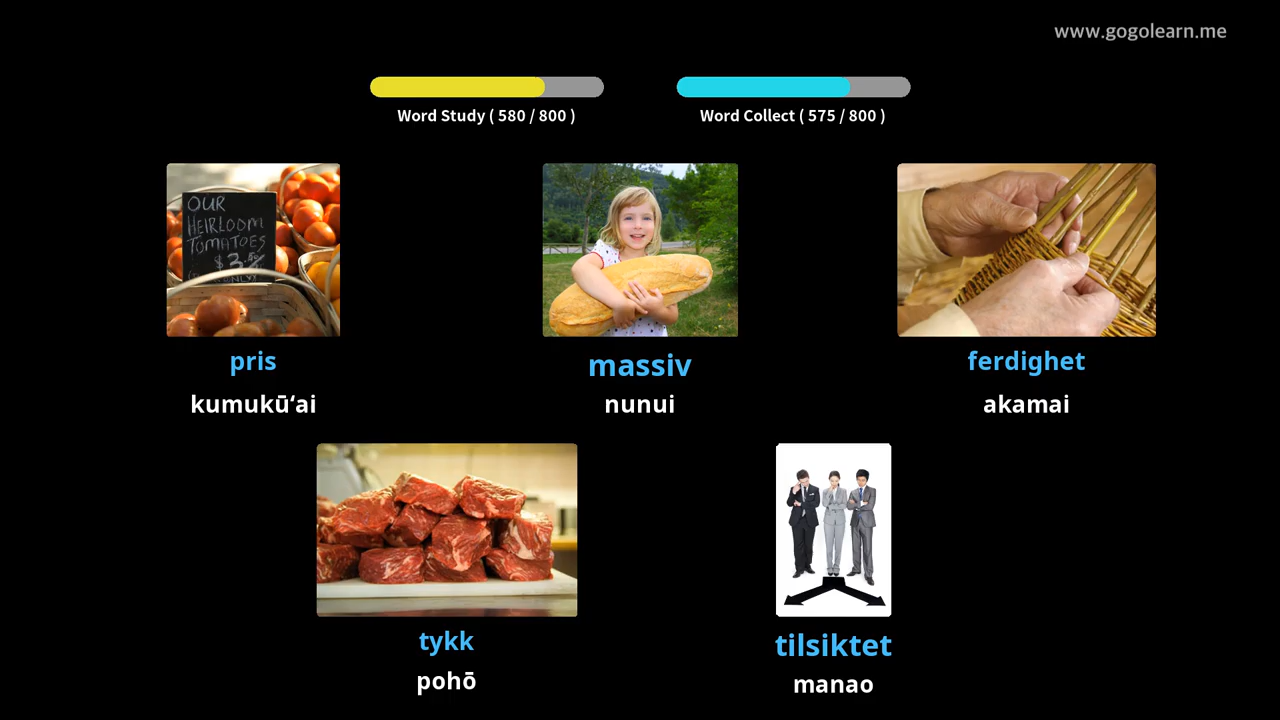 www.gogolearn.me
Word Study ( 580 / 800 )
Word Collect ( 575 / 800 )
OUR
HEIRLOOM
TOMATOES
pris
massiv
ferdighet
kumukūʻai
nunui
akamai
tykk
tilsiktet
pohō
manao